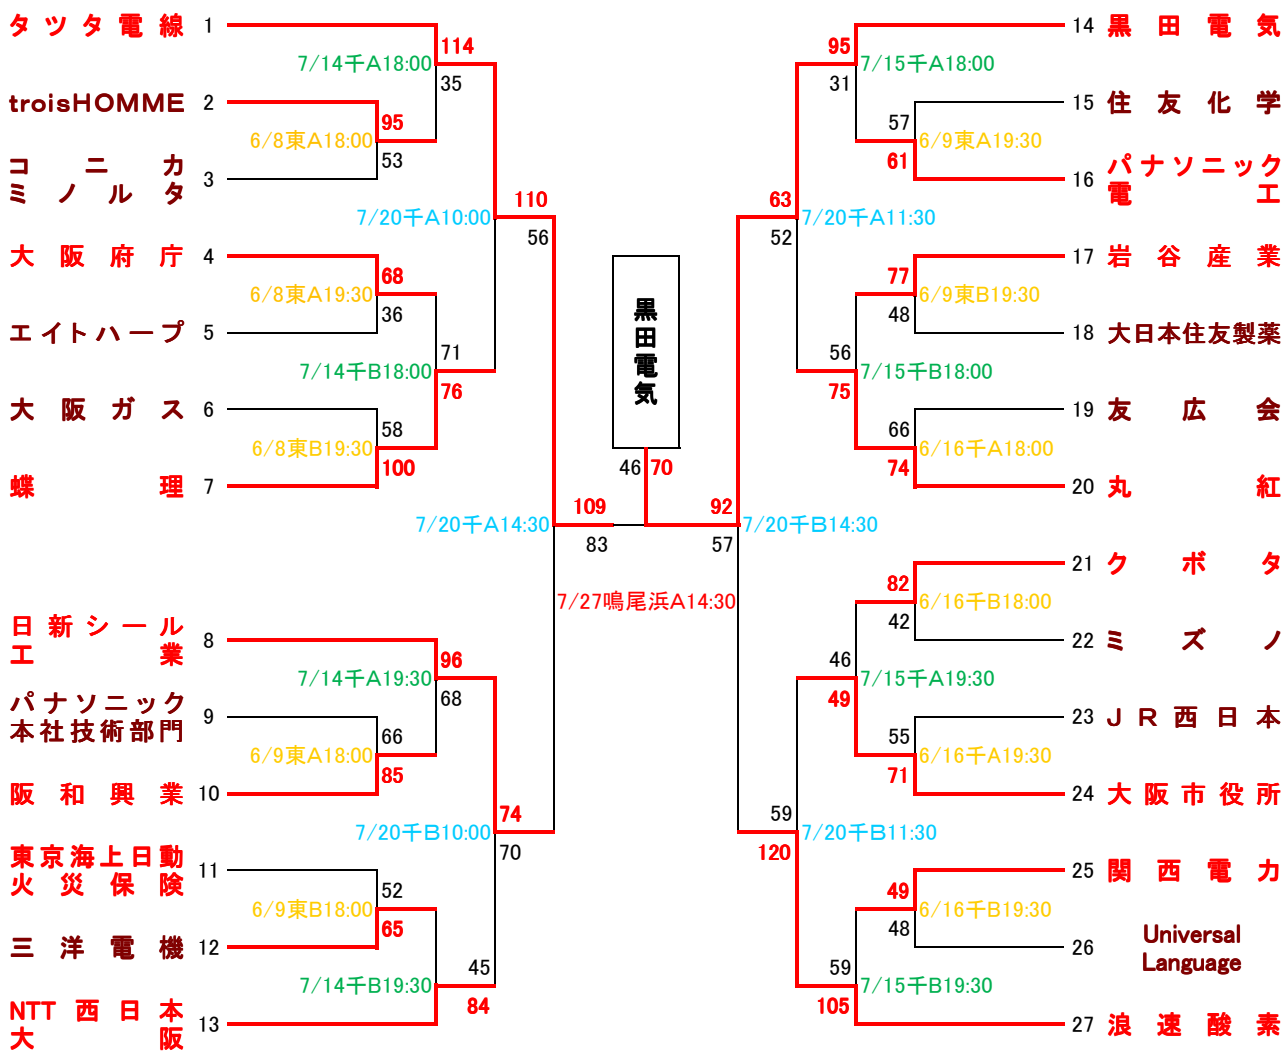 タツタ電線 1
114
7/14千A18:00
35
troisHOMME 2
95
6/8東A18:00
53
コニカ
ミノルタ 3
110
7/20千A10:00
56
大阪府庁 4
68
6/8東A19:30
36
エイトハープ 5
71
7/14千B18:00
76
大阪ガス 6
58
6/8東B19:30
100
蝶理 7
109
7/20千A14:30
83
日新シール
工業 8
96
7/14千A19:30
68
パナソニック
本社技術部門 9
66
6/9東A18:00
85
阪和興業 10
74
7/20千B10:00
70
東京海上日動
火災保険 11
52
6/9東B18:00
65
三洋電機 12
45
7/14千B19:30
84
NTT西日本
大阪 13
黒田電気
46 70
7/27鳴尾浜A14:30
14 黒田電気
95
7/15千A18:00
31
15 住友化学
57
6/9東A19:30
61
16 パナソニック
電工
63
7/20千A11:30
52
17 岩谷産業
77
6/9東B19:30
48
18 大日本住友製薬
56
7/15千B18:00
75
19 友広会
66
6/16千A18:00
74
20 丸紅
92
7/20千B14:30
57
21 クボタ
82
6/16千B18:00
42
22 ミズノ
46
7/15千A19:30
49
23 JR西日本
55
6/16千A19:30
71
24 大阪市役所
59
7/20千B11:30
120
25 関西電力
49
6/16千B19:30
48
26 Universal
Language
59
7/15千B19:30
105
27 浪速酸素